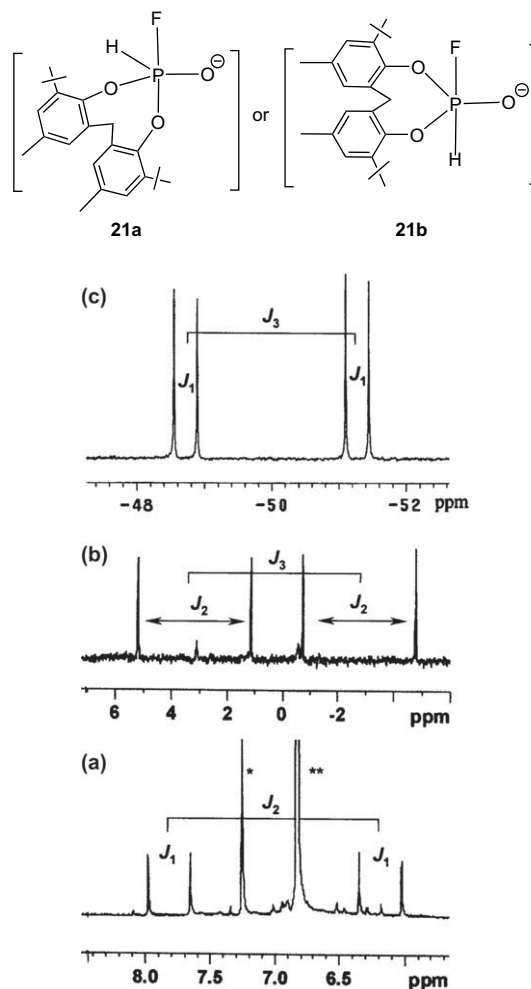 F
H
P
O
⊖
O
O
21a
or
F
O
P
O
⊖
O
H
21b
(c)
J3
J1
J1
−48
−50
−52
ppm
(b)
J3
J2
J2
6
4
2
0
-2
ppm
(a)
*
**
J2
J1
J1
8.0
7.5
7.0
6.5
ppm